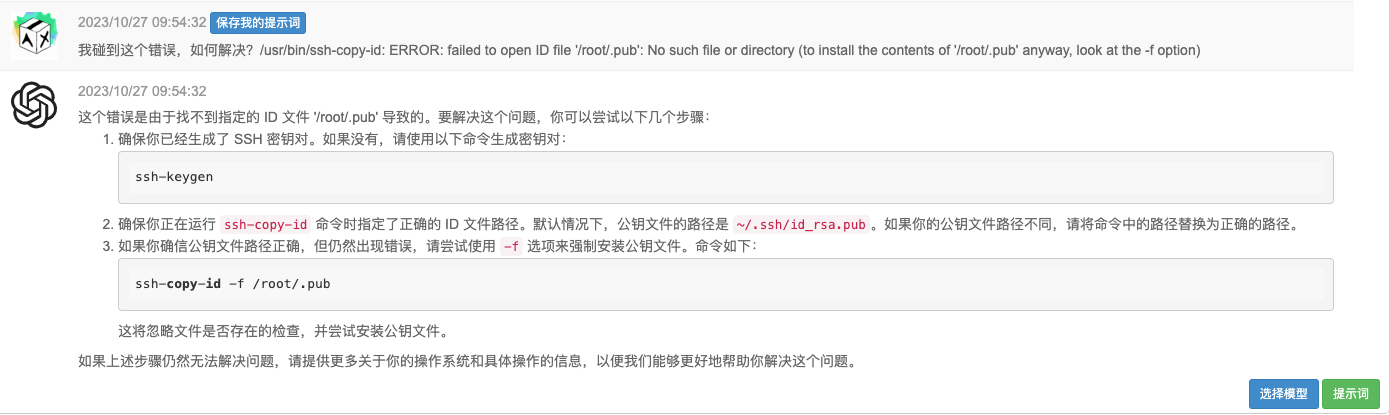 2023/10/27 09:54:32 保存我的提示词
我碰到这个错误，如何解决？/usr/bin/ssh-copy-id: ERROR: failed to open ID file '/root/.pub': No such file or directory (to install the contents of '/root/.pub' anyway, look at the -f option)
2023/10/27 09:54:32
这个错误是由于找不到指定的 ID 文件 '/root/.pub' 导致的。要解决这个问题，你可以尝试以下几个步骤：
1. 确保你已经生成了 SSH 密钥对。如果没有，请使用以下命令生成密钥对：
ssh-keygen
2. 确保你正在运行 ssh-copy-id 命令时指定了正确的 ID 文件路径。默认情况下，公钥文件的路径是 ~/.ssh/id_rsa.pub 。如果你的公钥文件路径不同，请将命令中的路径替换为正确的路径。
3. 如果你确信公钥文件路径正确，但仍然出现错误，请尝试使用 -f 选项来强制安装公钥文件。命令如下：
ssh-copy-id -f /root/.pub
这将忽略文件是否存在的检查，并尝试安装公钥文件。
如果上述步骤仍然无法解决问题，请提供更多关于你的操作系统和具体操作的信息，以便我们能够更好地帮助你解决这个问题。
选择模型 提示词